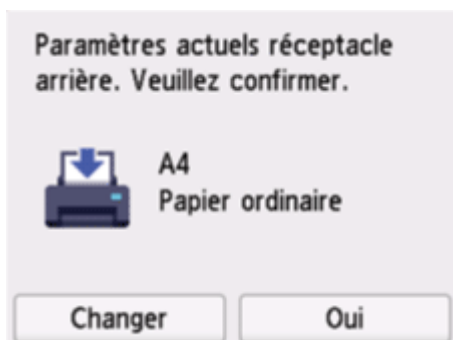 Paramètres actuels réceptacle
arrière. Veuillez confirmer.
A4
Papier ordinaire
Changer
Oui